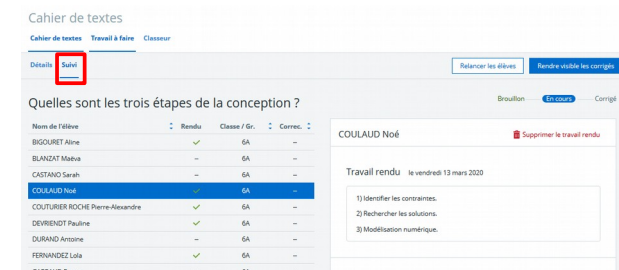 Cahier de textes
Cahier de textes Travail à faire Classeur
Détails Suivi
Relancer les élèves Rendre visible les corrigés
Quelles sont les trois étapes de la conception ?
Brouillon En cours Corrigé
Nom de l'élève Rendu Classe / Gr. Correc.
BIGOURET Aline 6A –
BLANZAT Maëva – 6A –
CASTANO Sarah – 6A –
COULAUD Noé 6A –
COUTURIER ROCHE Pierre-Alexandre 6A –
DEVRIENDT Pauline 6A –
DURAND Antoine – 6A –
FERNANDEZ Lola 6A –
COULAUD Noé Supprimer le travail rendu
Travail rendu le vendredi 13 mars 2020
1) Identifier les contraintes.
2) Rechercher les solutions.
3) Modélisation numérique.